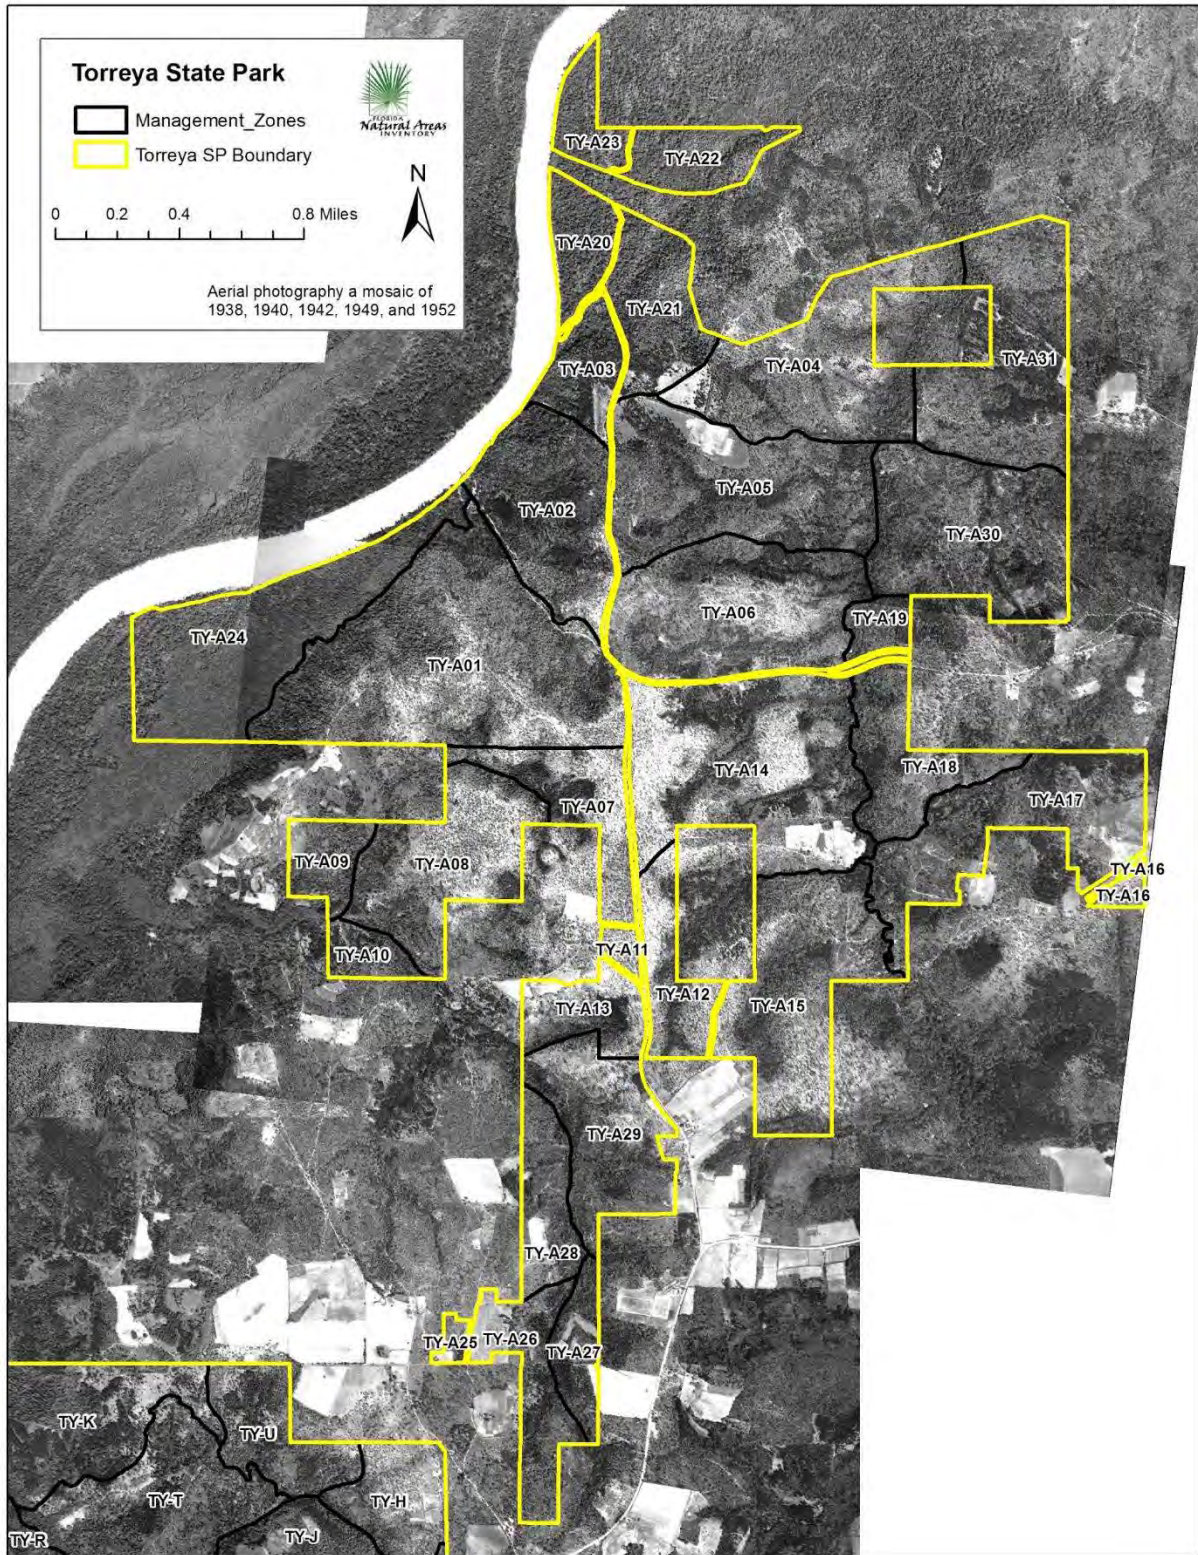 Torreya State Park
FLORIDA
Natural Areas
INVENTORY
Management_Zones
Torreya SP Boundary
N
0 0.2 0.4 0.8 Miles
Aerial photography a mosaic of
1938, 1940, 1942, 1949, and 1952
TY-A23
TY-A22
TY-A20
TY-A21
TY-A03
TY-A04
TY-A31
TY-A05
TY-A02
TY-A30
TY-A06
TY-A19
TY-A24
TY-A01
TY-A14
TY-A18
TY-A07
TY-A17
TY-A09
TY-A08
TY-A16
TY-A16
TY-A10
TY-A11
TY-A12
TY-A13
TY-A15
TY-A29
TY-A28
TY-A25
TY-A26
TY-A27
TY-K
TY-U
TY-T
TY-H
TY-R
TY-J